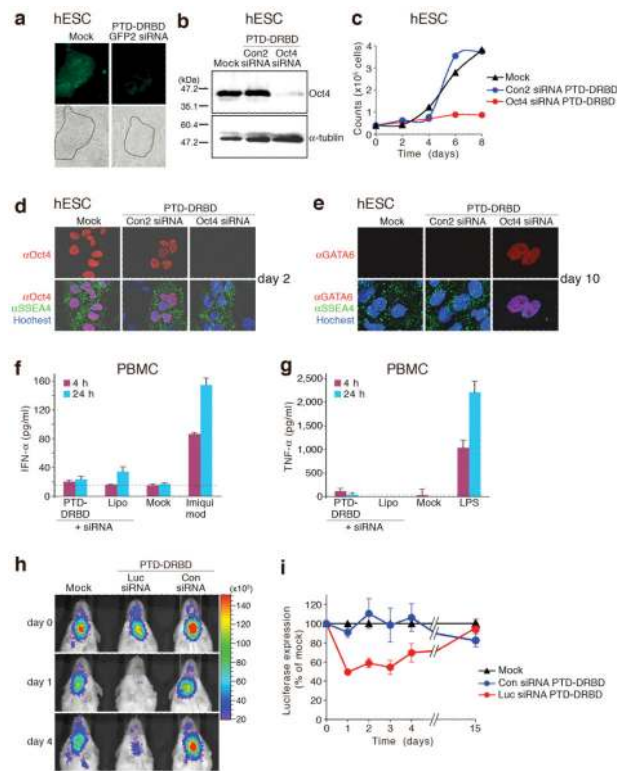 a hESC
Mock PTD-DRBD GFP2 siRNA
b hESC
PTD-DRBD
Mock Con2 siRNA Oct4 siRNA
(kDa)
47.2
35.1
Oct4
60.4
47.2
α-tublin
c hESC
Counts (x10⁵ cells)
4
3
2
1
0
0 2 4 6 8
Time (days)
Mock
Con2 siRNA PTD-DRBD
Oct4 siRNA PTD-DRBD
d hESC
PTD-DRBD
Mock Con2 siRNA Oct4 siRNA
αOct4
αOct4
αSSEA4
Hochest
day 2
e hESC
PTD-DRBD
Mock Con2 siRNA Oct4 siRNA
αGATA6
αGATA6
αSSEA4
Hochest
day 10
f PBMC
4 h
24 h
IFN-α (pg/ml)
160
120
80
40
0
PTD-DRBD Lipo Mock Imiqui mod
+ siRNA
g PBMC
4 h
24 h
TNF-α (pg/ml)
2,500
2,000
1,500
1,000
500
0
PTD-DRBD Lipo Mock LPS
+ siRNA
h
PTD-DRBD
Mock Luc siRNA Con siRNA
day 0
day 1
day 4
140
120
100
80
60
40
20
i
Luciferase expression
(% of mock)
120
100
80
60
40
20
0
0 1 2 3 4 15
Time (days)
Mock
Con siRNA PTD-DRBD
Luc siRNA PTD-DRBD